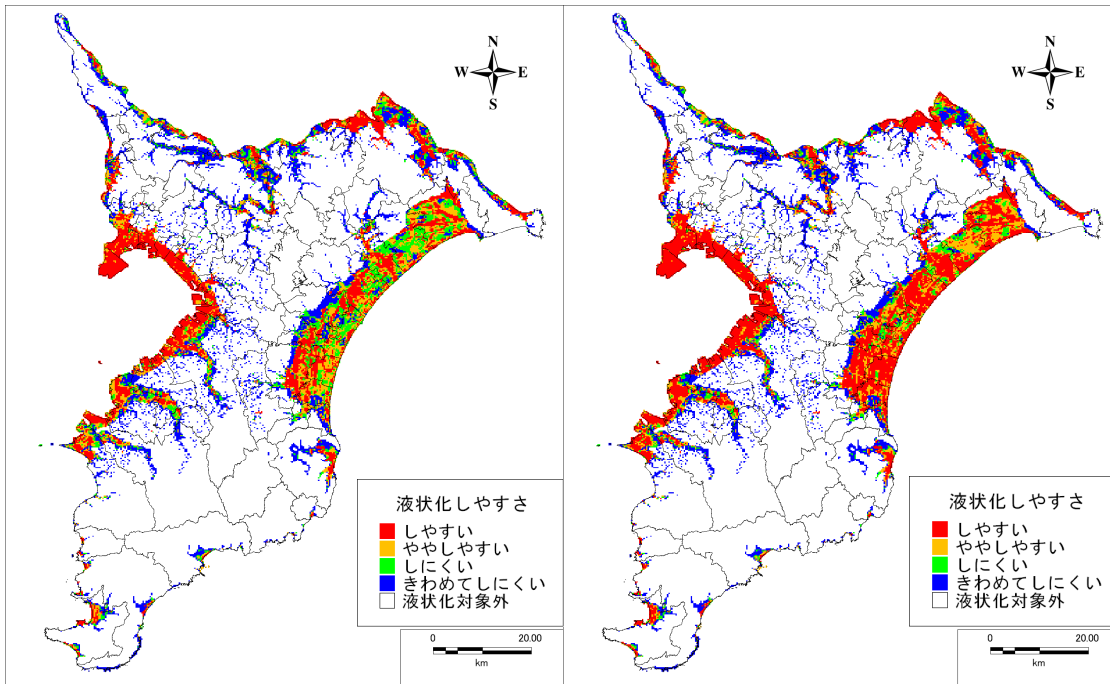 N
W E
S
液状化しやすさ
しやすい
ややしやすい
しにくい
きわめてしにくい
液状化対象外
0 20.00
km
N
W E
S
液状化しやすさ
しやすい
ややしやすい
しにくい
きわめてしにくい
液状化対象外
0 20.00
km